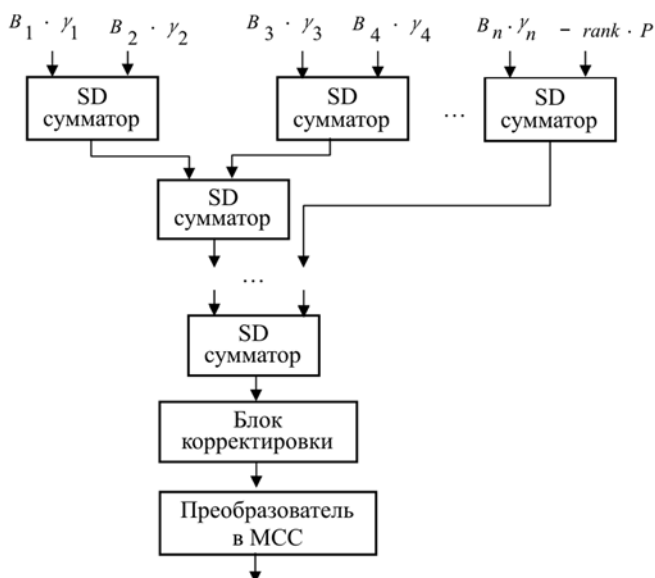 B₁ · γ₁ B₂ · γ₂ B₃ · γ₃ B₄ · γ₄ Bₙ · γₙ – rank · P
SD
сумматор
SD
сумматор
...
SD
сумматор
SD
сумматор
...
SD
сумматор
Блок
корректировки
Преобразователь
в МСС